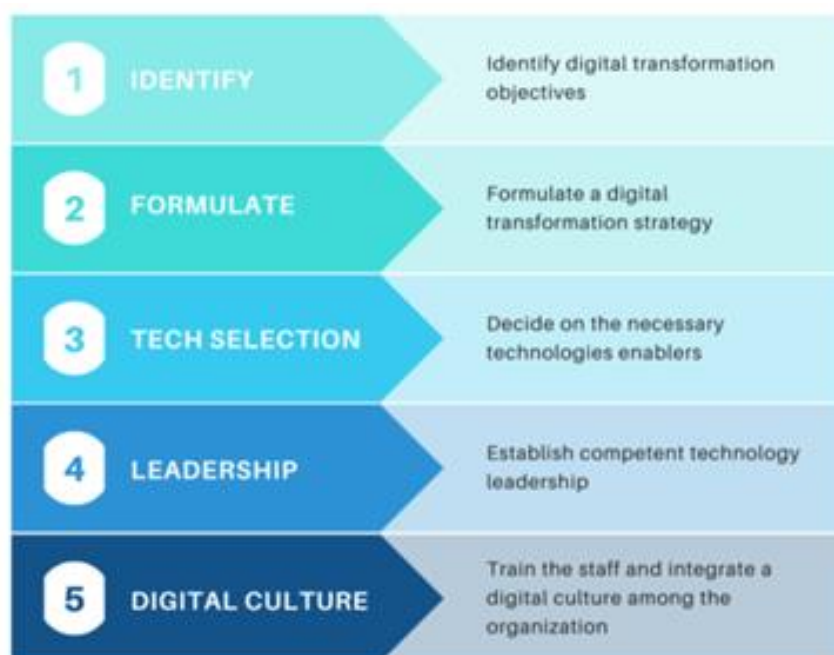 1
IDENTIFY
Identify digital transformation
objectives
2
FORMULATE
Formulate a digital
transformation strategy
3
TECH SELECTION
Decide on the necessary
technologies enablers
4
LEADERSHIP
Establish competent technology
leadership
5
DIGITAL CULTURE
Train the staff and integrate a
digital culture among the
organization